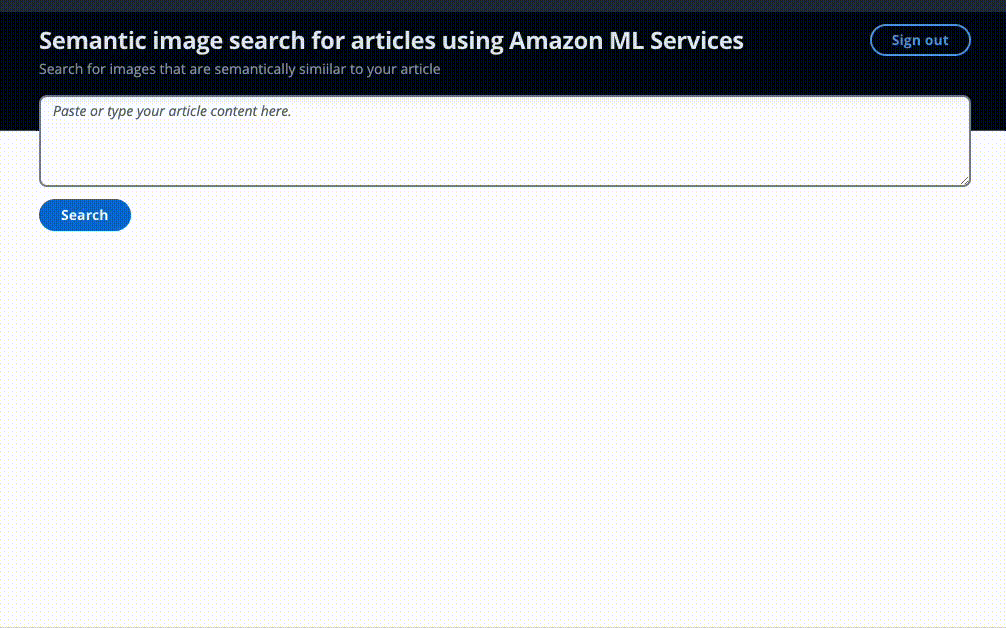 Semantic image search for articles using Amazon ML Services
Sign out
Search for images that are semantically simiilar to your article
Paste or type your article content here.
Search